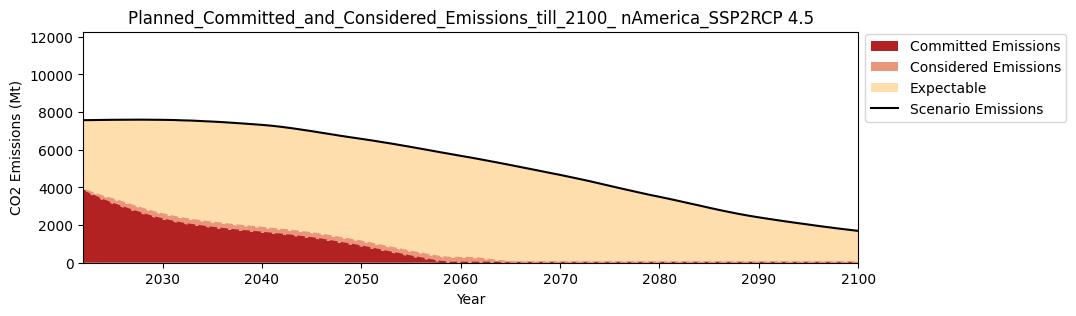 Planned_Committed_and_Considered_Emissions_till_2100_ nAmerica_SSP2RCP 4.5
12000
10000
8000
6000
4000
2000
0
CO2 Emissions (Mt)
2030 2040 2050 2060 2070 2080 2090 2100
Year
Committed Emissions
Considered Emissions
Expectable
Scenario Emissions